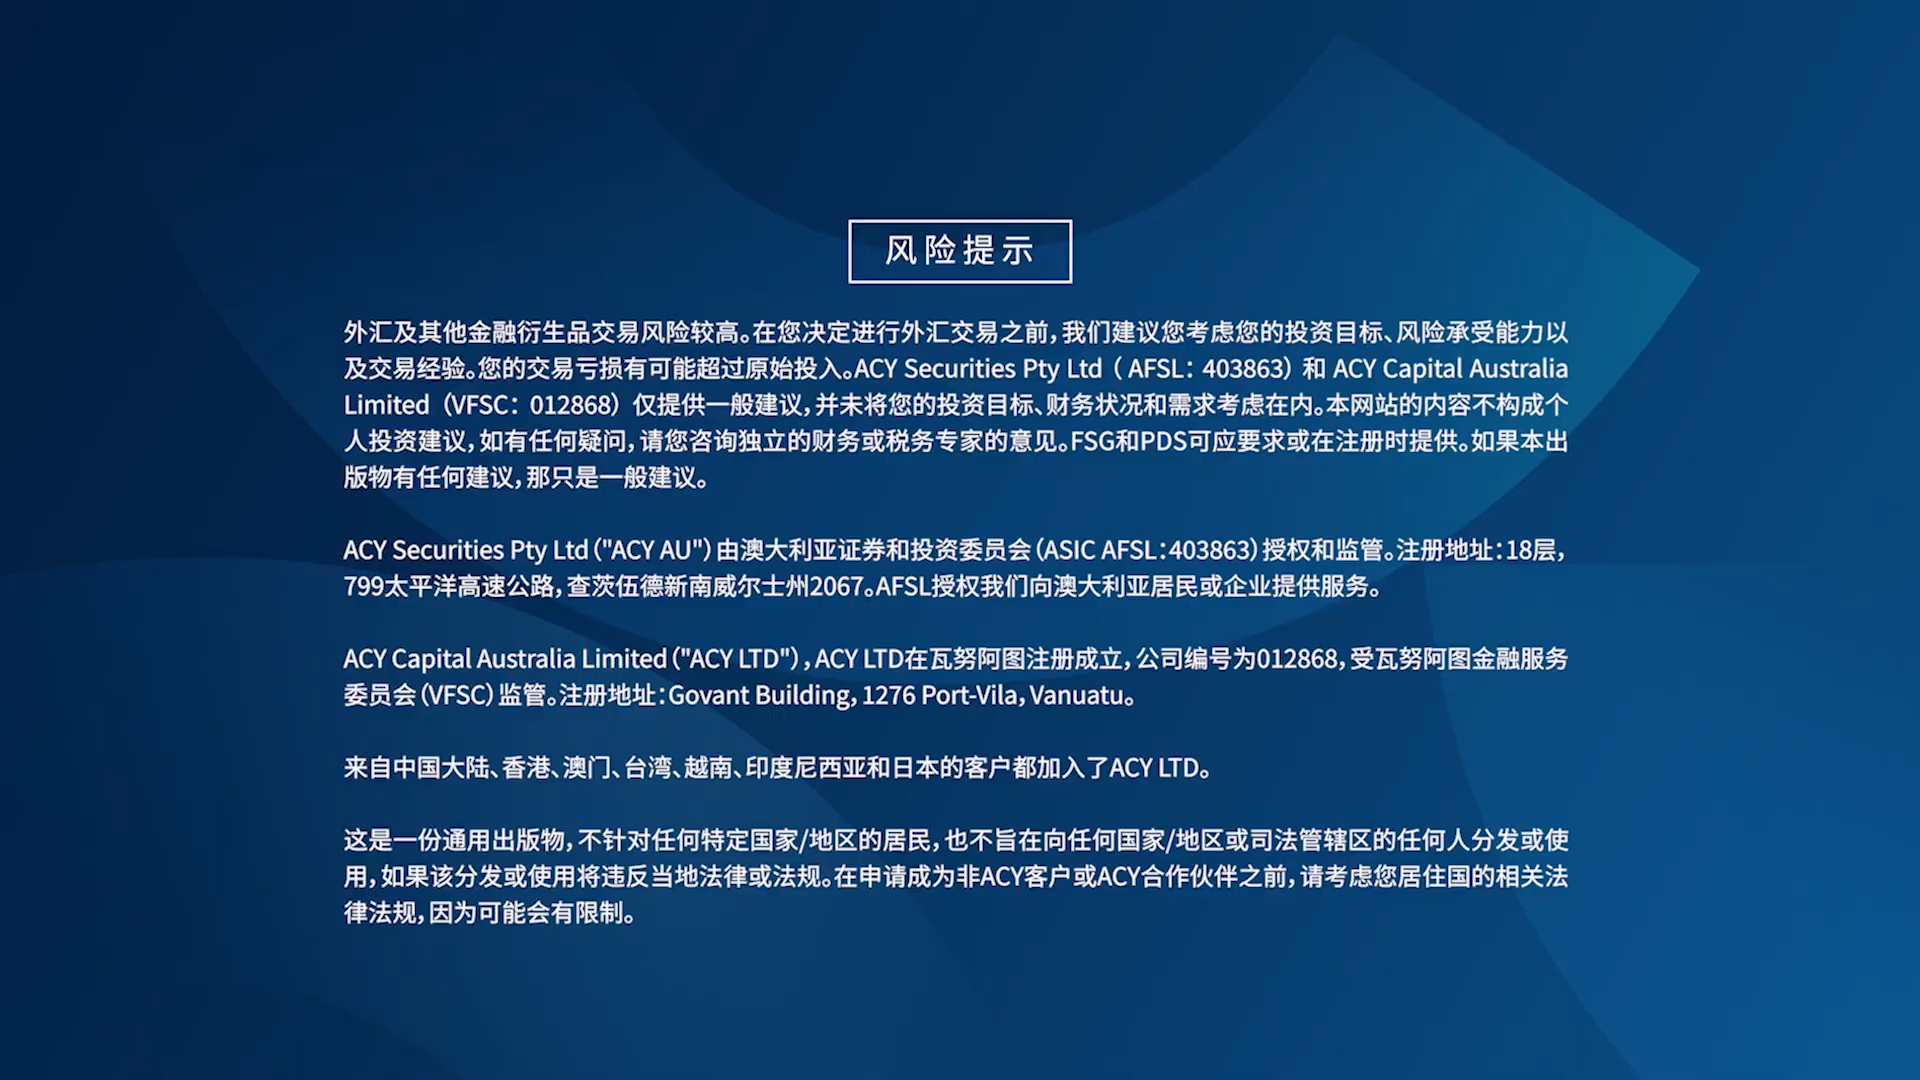 风险提示
外汇及其他金融衍生品交易风险较高。在您决定进行外汇交易之前，我们建议您考虑您的投资目标、风险承受能力以
及交易经验。您的交易亏损有可能超过原始投入。ACY Securities Pty Ltd（ AFSL：403863）和 ACY Capital Australia
Limited（VFSC：012868）仅提供一般建议，并未将您的投资目标、财务状况和需求考虑在内。本网站的内容不构成个
人投资建议，如有任何疑问，请您咨询独立的财务或税务专家的意见。FSG和PDS可应要求或在注册时提供。如果本出
版物有任何建议，那只是一般建议。
ACY Securities Pty Ltd（"ACY AU"）由澳大利亚证券和投资委员会（ASIC AFSL：403863）授权和监管。注册地址：18层，
799太平洋高速公路，查茨伍德新南威尔士州2067。AFSL授权我们向澳大利亚居民或企业提供服务。
ACY Capital Australia Limited（"ACY LTD"），ACY LTD在瓦努阿图注册成立，公司编号为012868，受瓦努阿图金融服务
委员会（VFSC）监管。注册地址：Govant Building，1276 Port-Vila，Vanuatu。
来自中国大陆、香港、澳门、台湾、越南、印度尼西亚和日本的客户都加入了ACY LTD。
这是一份通用出版物，不针对任何特定国家/地区的居民，也不旨在向任何国家/地区或司法管辖区的任何人分发或使
用，如果该分发或使用将违反当地法律或法规。在申请成为非ACY客户或ACY合作伙伴之前，请考虑您居住国的相关法
律法规，因为可能会有限制。